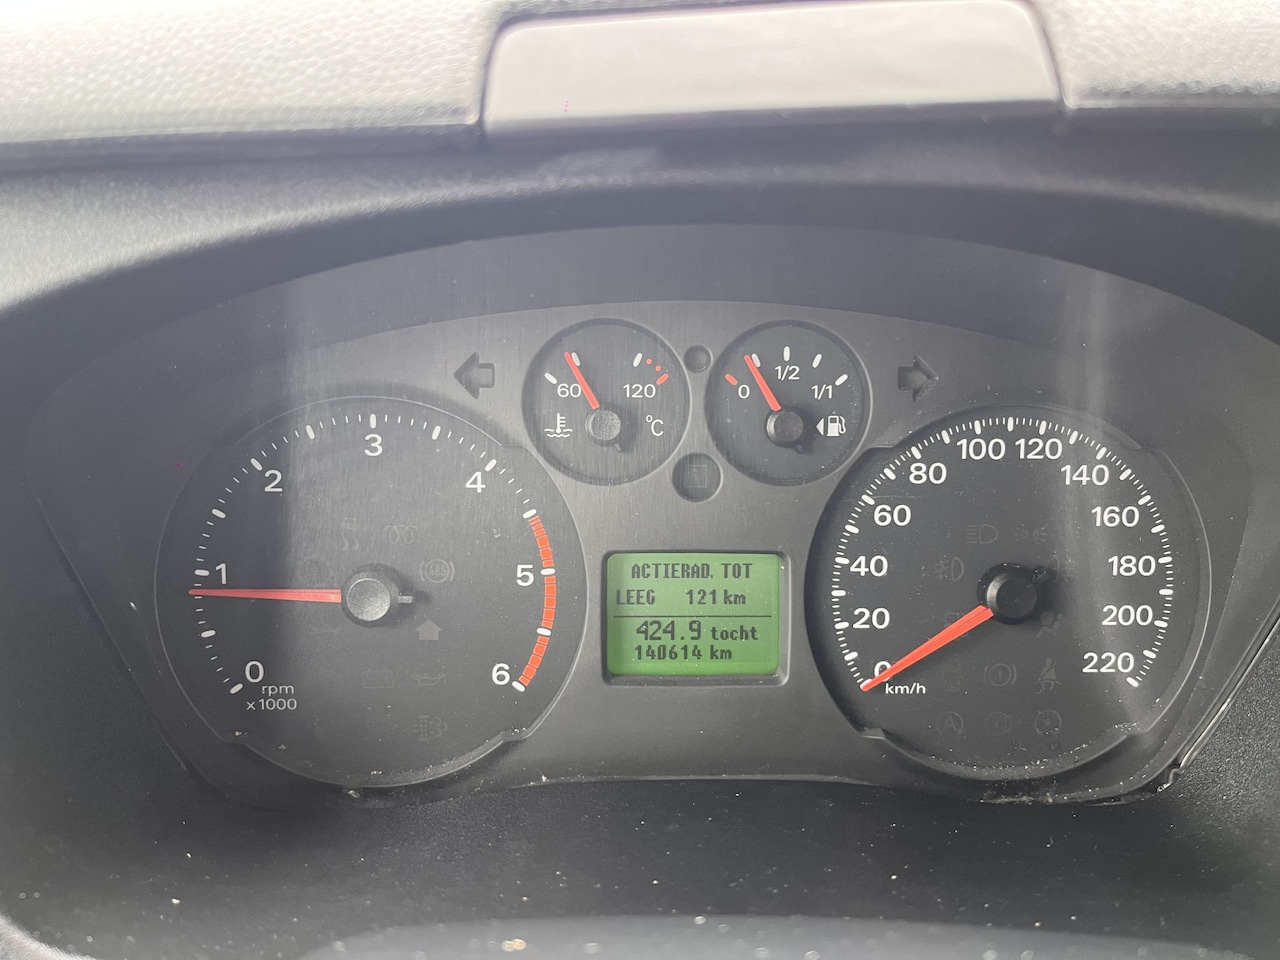 60 120
°C
0 1/2 1/1
0 1 2 3 4 5 6
rpm
x1000
ACTIERAD. TOT
LEEG 121 km
424.9 tocht
140614 km
0 20 40 60 80 100 120 140 160 180 200 220
km/h
ABS